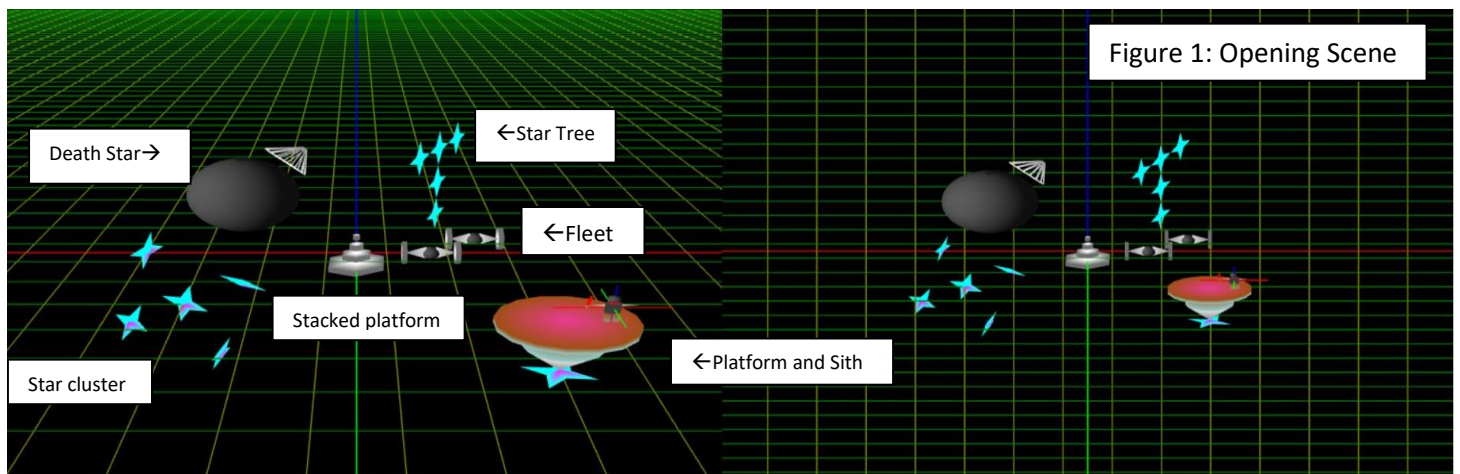 Figure 1: Opening Scene
←Star Tree
Death Star→
←Fleet
Stacked platform
←Platform and Sith
Star cluster